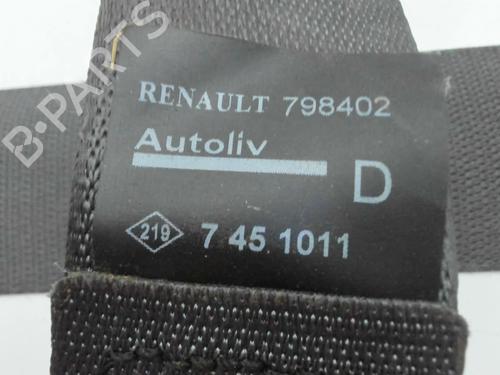 B-PARTS
RENAULT 798402
Autoliv
D
219 7 45 1011